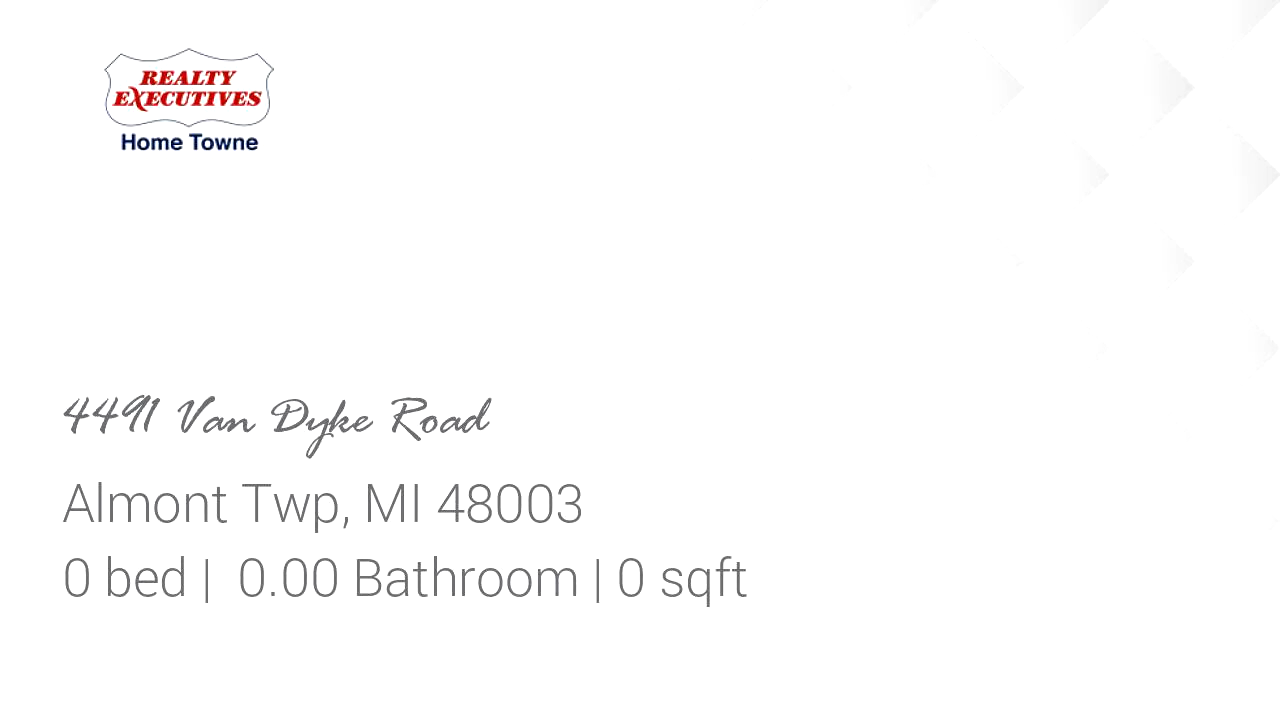 REALTY
EXECUTIVES
Home Towne
4491 Van Dyke Road
Almont Twp, MI 48003
0 bed | 0.00 Bathroom | 0 sqft